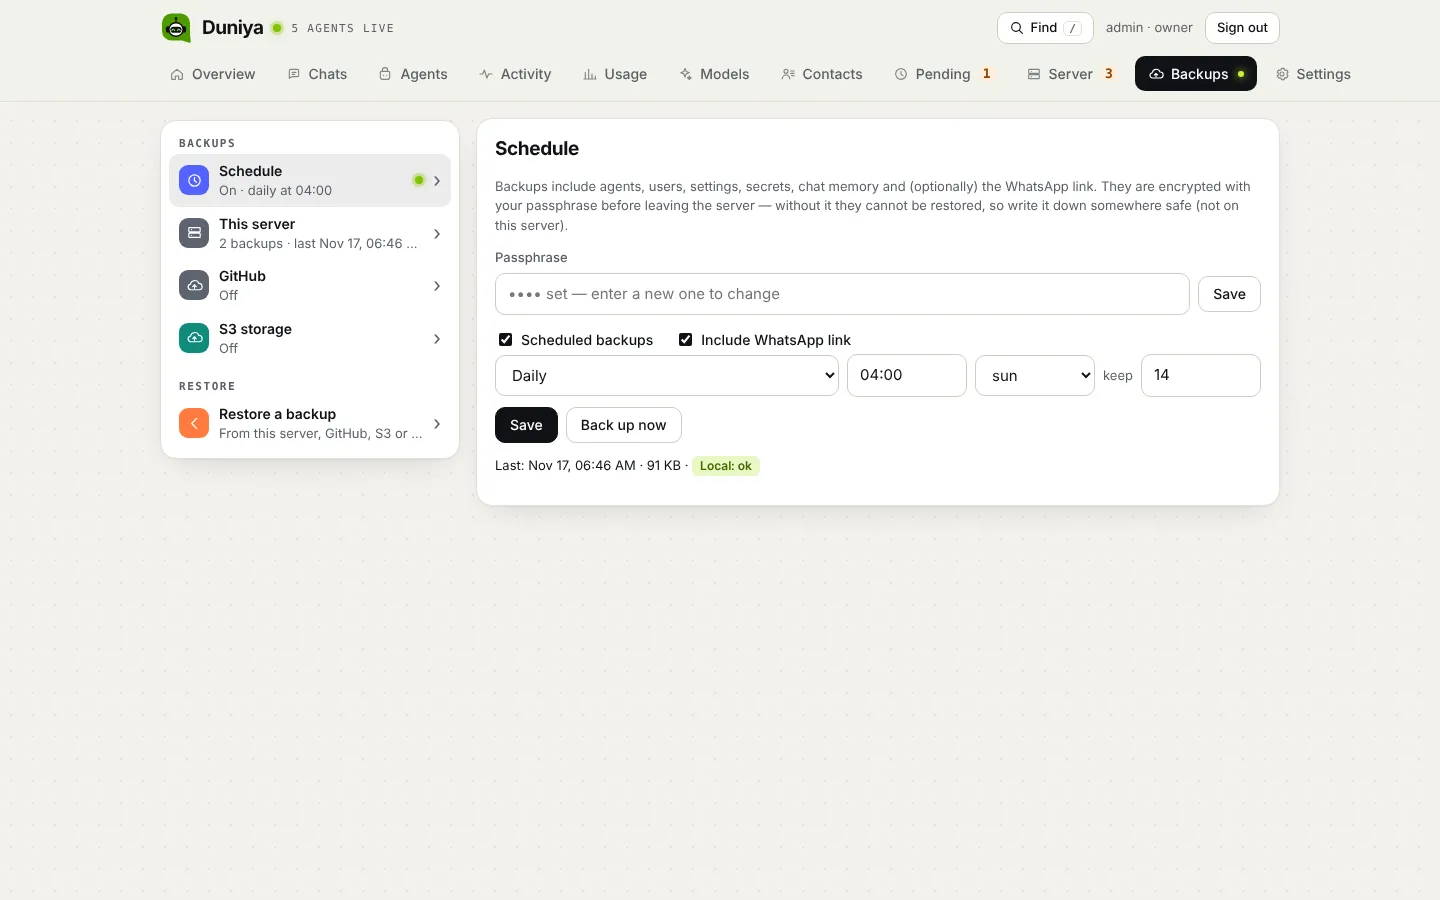 Duniya 5 AGENTS LIVE
Find / admin · owner Sign out
Overview Chats Agents Activity Usage Models Contacts Pending 1 Server 3 Backups Settings
BACKUPS
Schedule
On · daily at 04:00
This server
2 backups · last Nov 17, 06:46 ...
GitHub
Off
S3 storage
Off
RESTORE
Restore a backup
From this server, GitHub, S3 or ...
Schedule
Backups include agents, users, settings, secrets, chat memory and (optionally) the WhatsApp link. They are encrypted with
your passphrase before leaving the server — without it they cannot be restored, so write it down somewhere safe (not on
this server).
Passphrase
•••• set — enter a new one to change Save
Scheduled backups Include WhatsApp link
Daily 04:00 sun keep 14
Save Back up now
Last: Nov 17, 06:46 AM · 91 KB · Local: ok